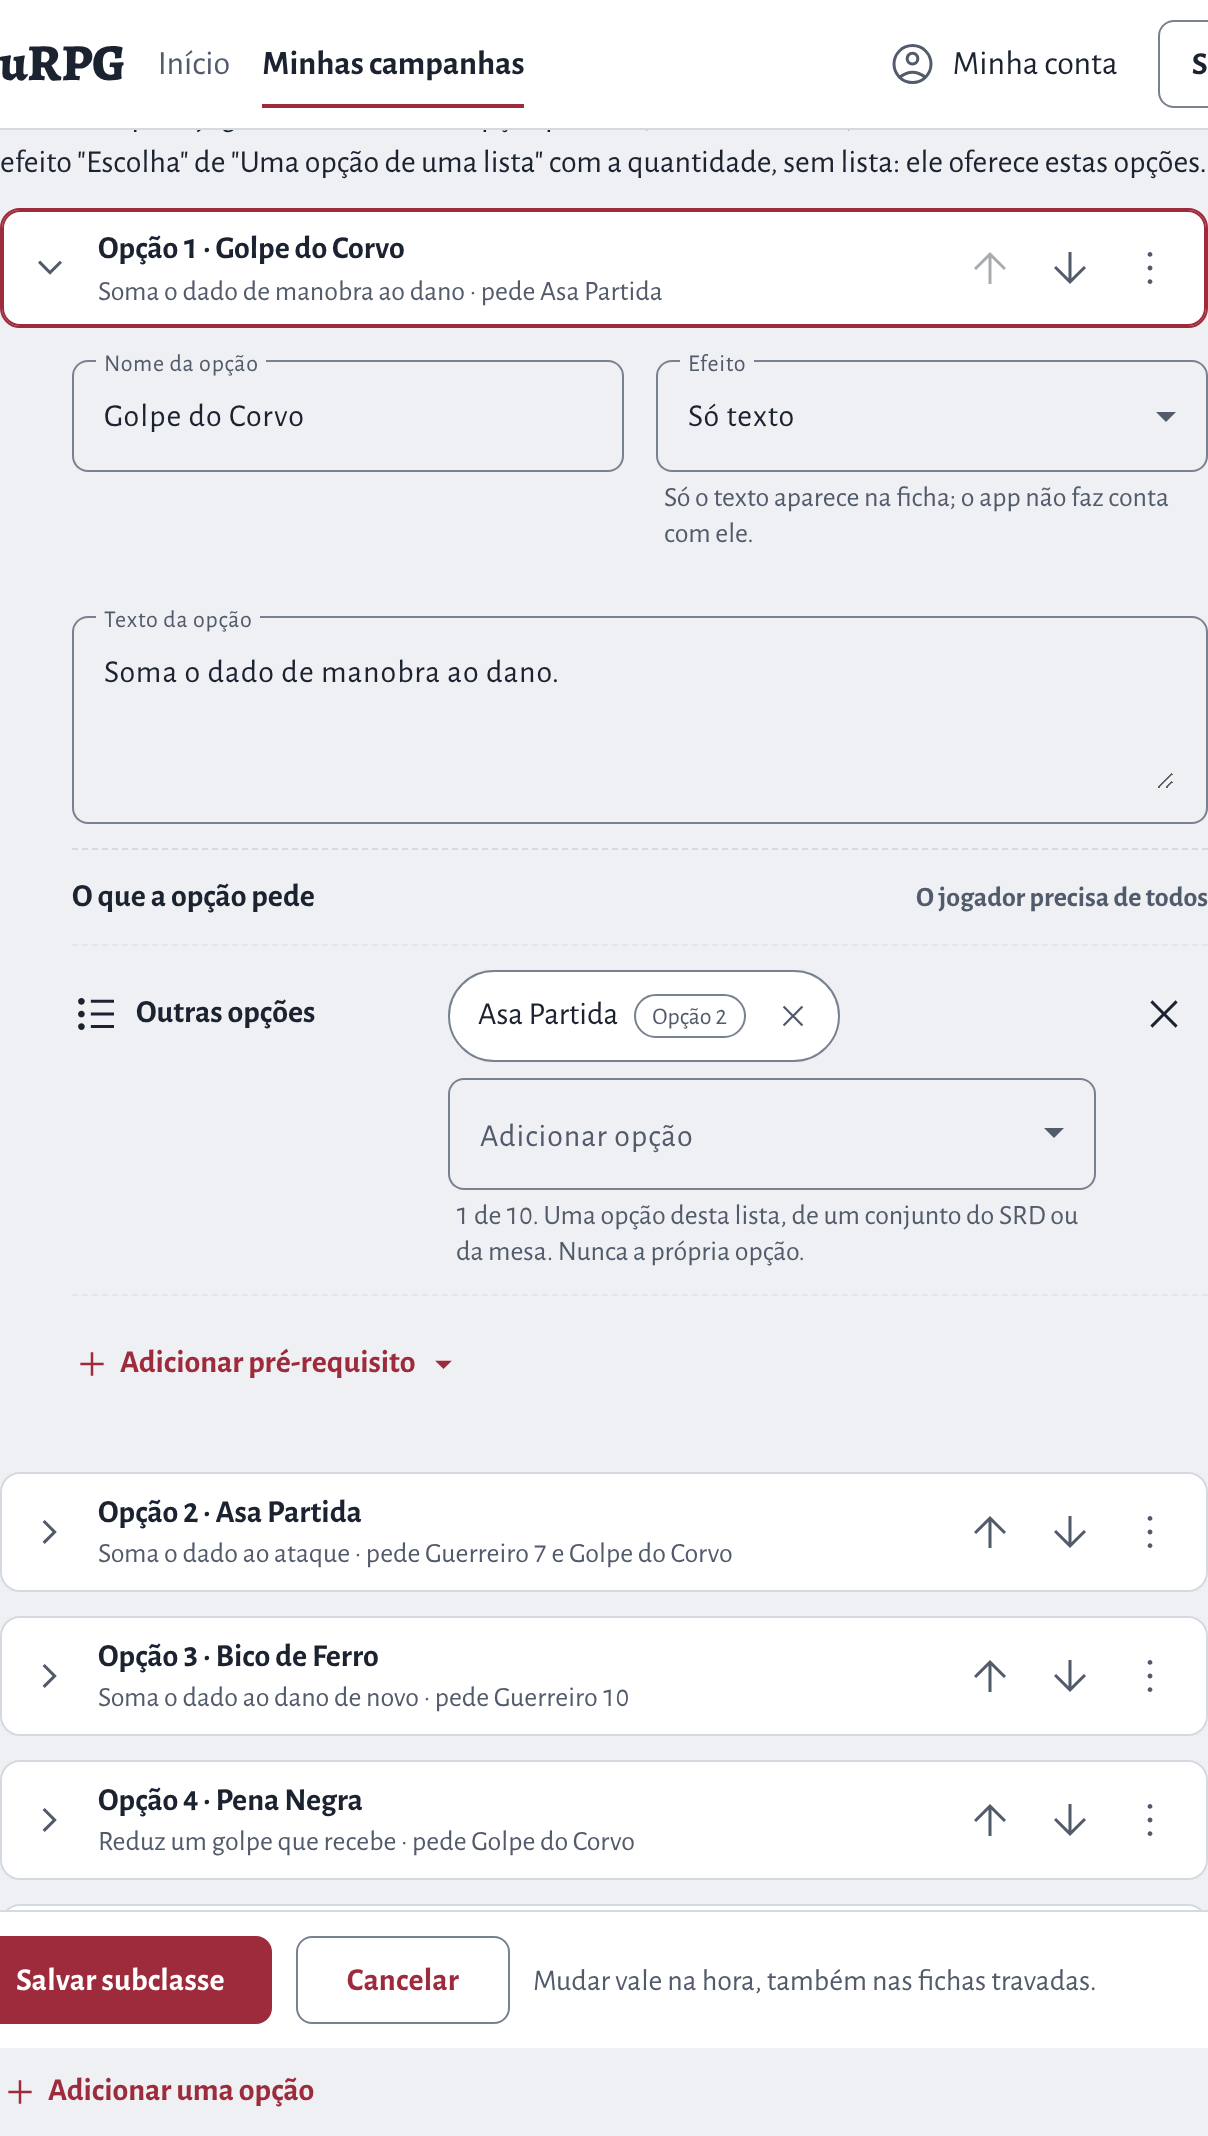 uRPG Início Minhas campanhas Minha conta S
efeito "Escolha" de "Uma opção de uma lista" com a quantidade, sem lista: ele oferece estas opções.
Opção 1 · Golpe do Corvo
Soma o dado de manobra ao dano · pede Asa Partida
Nome da opção
Golpe do Corvo
Efeito
Só texto
Só o texto aparece na ficha; o app não faz conta
com ele.
Texto da opção
Soma o dado de manobra ao dano.
O que a opção pede
O jogador precisa de todos
Outras opções
Asa Partida Opção 2
Adicionar opção
1 de 10. Uma opção desta lista, de um conjunto do SRD ou
da mesa. Nunca a própria opção.
Adicionar pré-requisito
Opção 2 · Asa Partida
Soma o dado ao ataque · pede Guerreiro 7 e Golpe do Corvo
Opção 3 · Bico de Ferro
Soma o dado ao dano de novo · pede Guerreiro 10
Opção 4 · Pena Negra
Reduz um golpe que recebe · pede Golpe do Corvo
Salvar subclasse Cancelar Mudar vale na hora, também nas fichas travadas.
Adicionar uma opção